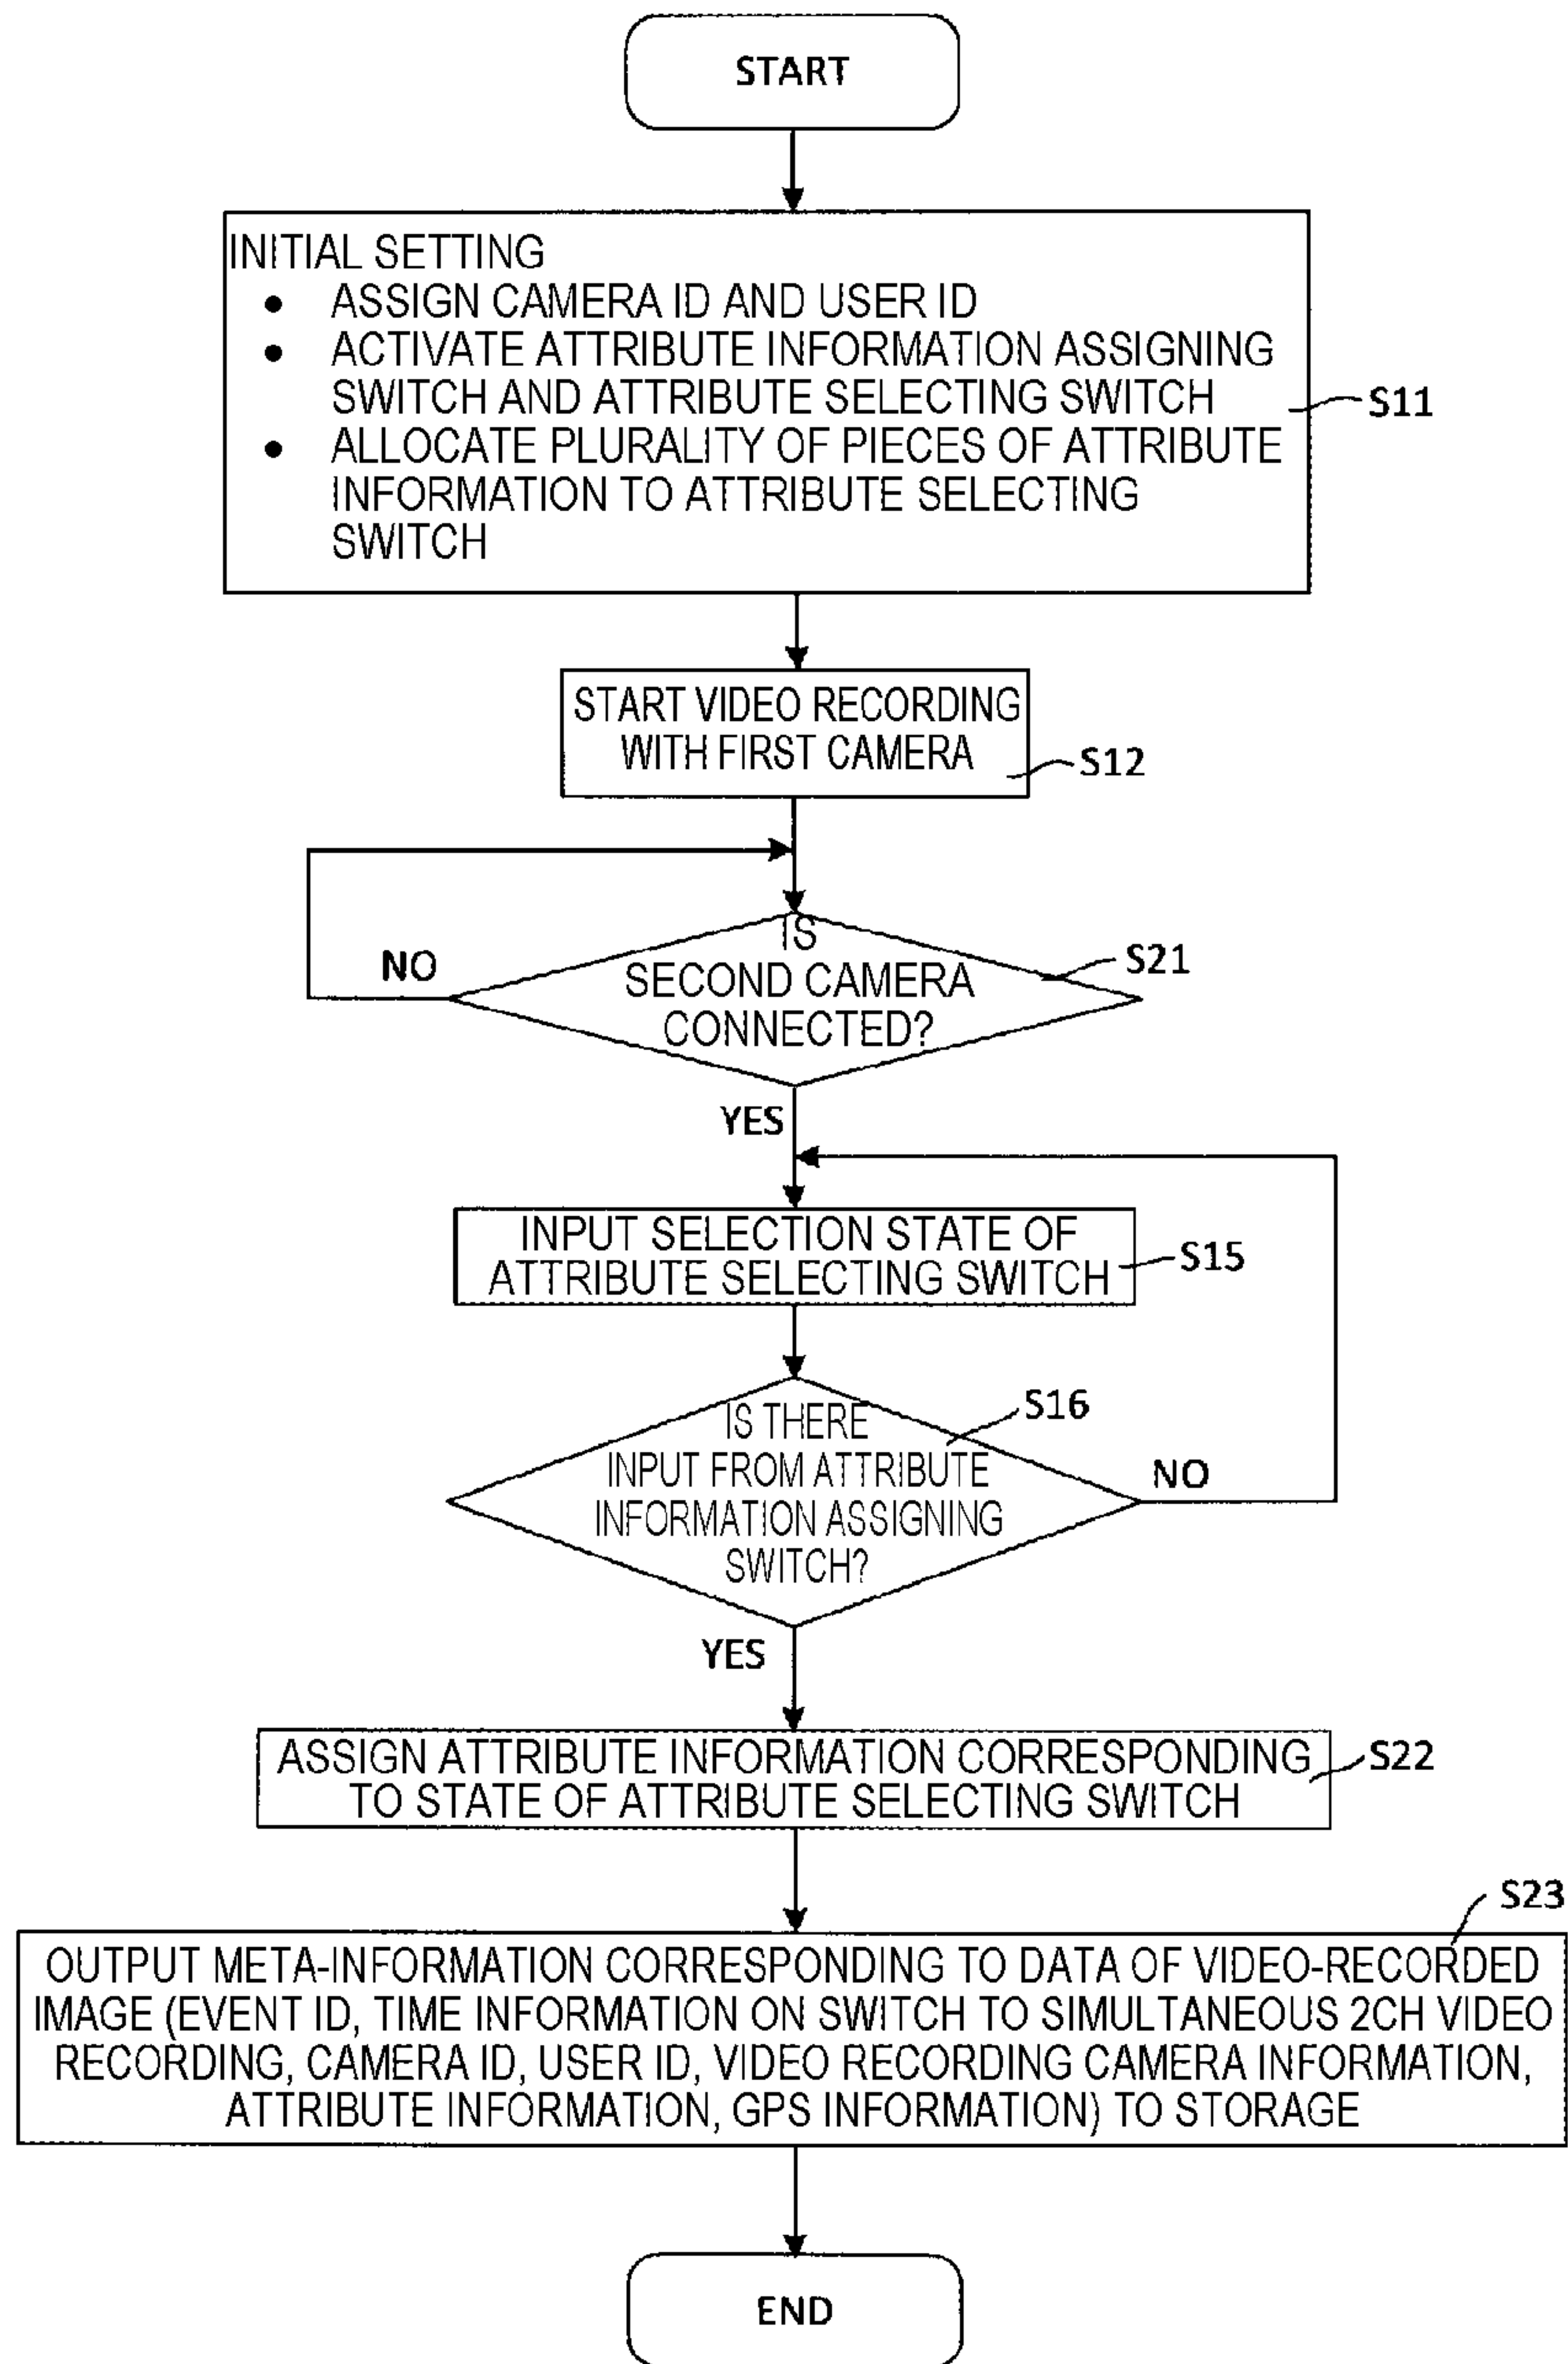 START
INITIAL SETTING
● ASSIGN CAMERA ID AND USER ID
● ACTIVATE ATTRIBUTE INFORMATION ASSIGNING
SWITCH AND ATTRIBUTE SELECTING SWITCH
● ALLOCATE PLURALITY OF PIECES OF ATTRIBUTE
INFORMATION TO ATTRIBUTE SELECTING
SWITCH
S11
START VIDEO RECORDING
WITH FIRST CAMERA
S12
IS
SECOND CAMERA
CONNECTED?
S21
NO
YES
INPUT SELECTION STATE OF
ATTRIBUTE SELECTING SWITCH
S15
IS THERE
INPUT FROM ATTRIBUTE
INFORMATION ASSIGNING
SWITCH?
S16
NO
YES
ASSIGN ATTRIBUTE INFORMATION CORRESPONDING
TO STATE OF ATTRIBUTE SELECTING SWITCH
S22
S23
OUTPUT META-INFORMATION CORRESPONDING TO DATA OF VIDEO-RECORDED
IMAGE (EVENT ID, TIME INFORMATION ON SWITCH TO SIMULTANEOUS 2CH VIDEO
RECORDING, CAMERA ID, USER ID, VIDEO RECORDING CAMERA INFORMATION,
ATTRIBUTE INFORMATION, GPS INFORMATION) TO STORAGE
END